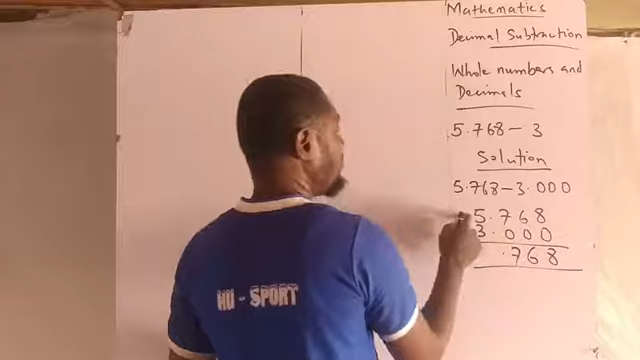 Mathematics
Decimal Subtraction
Whole numbers and
Decimals
5.768 - 3
Solution
5.768 - 3.000
5.768
3.000
.768
HU - SPORT